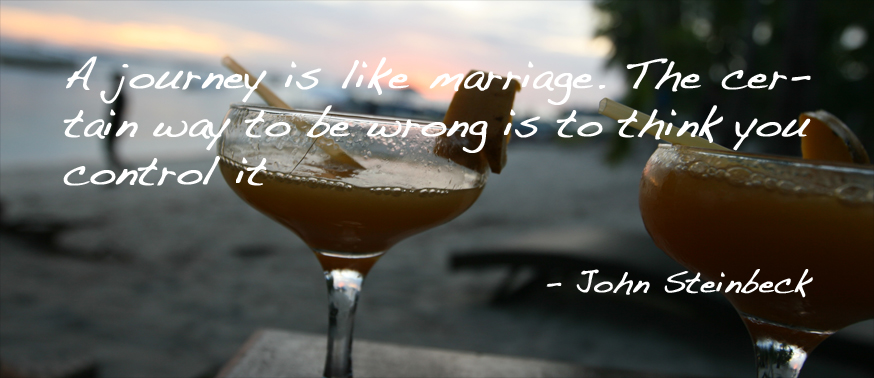 A journey is like marriage. The cer-
tain way to be wrong is to think you
control it
- John Steinbeck